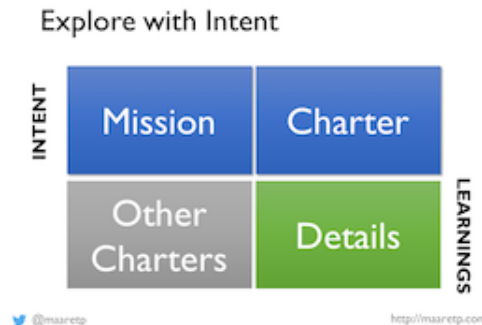 Explore with Intent
INTENT
Mission
Charter
Other
Charters
Details
LEARNINGS
@maaretp
http://maaretp.com